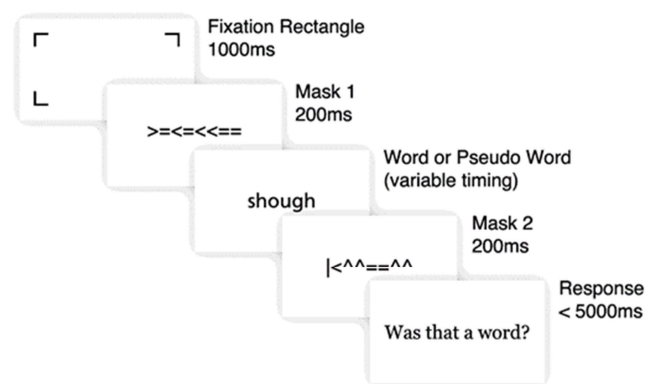 Fixation Rectangle
1000ms
Mask 1
200ms
>=<=<<==
Word or Pseudo Word
(variable timing)
shough
Mask 2
200ms
|<^^==^^
Response
< 5000ms
Was that a word?